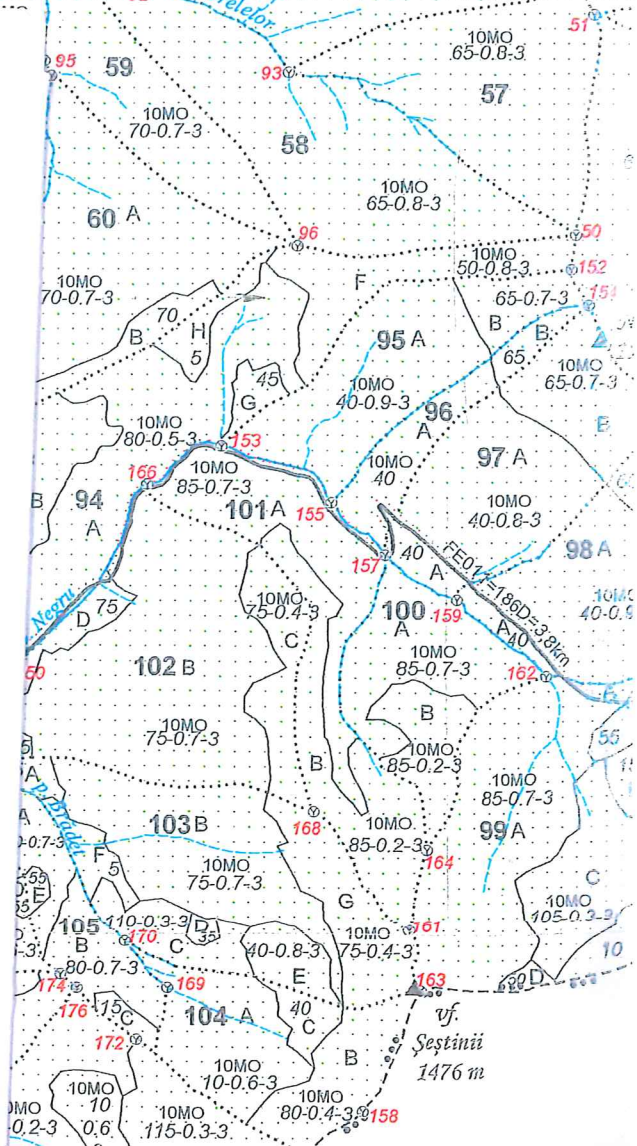 51
10MO
65-0.8-3
95
59
93
57
10MO
70-0.7-3
58
10MO
65-0.8-3
60 A
96
50
10MO
50-0.8-3
152
10MO
70-0.7-3
F
65-0.7-3
70
B
H
5
B
B
95 A
65
10MO
65-0.7-3
45
G
10MO
40-0.9-3
96
A
B
10MO
80-0.5-3
153
10MO
85-0.7-3
10MO
40
97 A
166
B
94
A
101 A
155
10MO
40-0.8-3
157
40
98 A
A
FE011=186D=3,8km
Negru
75
D
10MO
75-0.4-3
C
100
A
159
A
40
162
102 B
10MO
85-0.7-3
10MO
75-0.7-3
B
10MO
85-0.2-3
55
B
10MO
85-0.7-3
A
p. Brădet
168
103 B
10MO
85-0.2-3
99 A
164
F
5
10MO
75-0.7-3
E
G
C
10MO
105-0.3-3
105
110-0.3-3
D
35
161
B
170
C
40-0.8-3
10MO
75-0.4-3
10
80-0.7-3
E
D
174
169
163
176
15
C
40
104 A
C
vf.
Șeștinii
1476 m
172
B
10MO
10
0.6
10MO
10-0.6-3
10MO
115-0.3-3
10MO
80-0.4-3
158